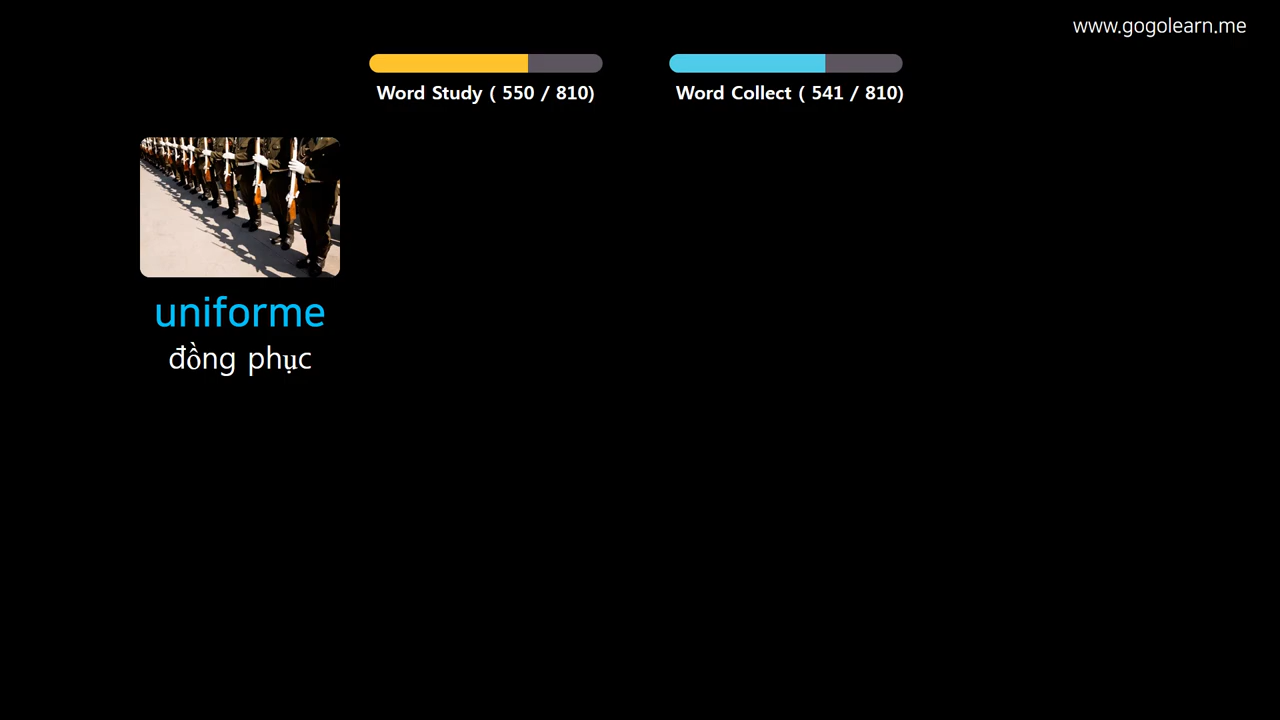 www.gogolearn.me
Word Study ( 550 / 810)
Word Collect ( 541 / 810)
uniforme
đồng phục